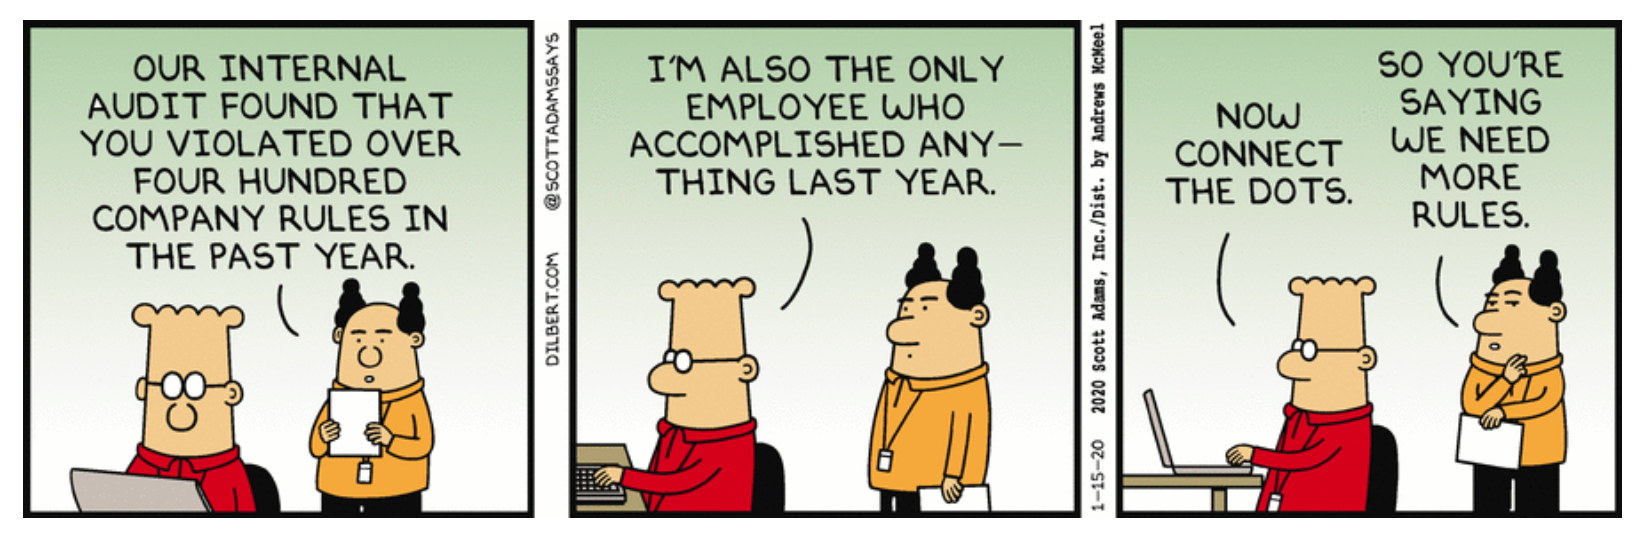 OUR INTERNAL
AUDIT FOUND THAT
YOU VIOLATED OVER
FOUR HUNDRED
COMPANY RULES IN
THE PAST YEAR.
DILBERT.COM @SCOTTADAMSSAYS
I'M ALSO THE ONLY
EMPLOYEE WHO
ACCOMPLISHED ANY—
THING LAST YEAR.
1-15-20 2020 Scott Adams, Inc./Dist. by Andrews McMeel
NOW
CONNECT
THE DOTS.
SO YOU'RE
SAYING
WE NEED
MORE
RULES.